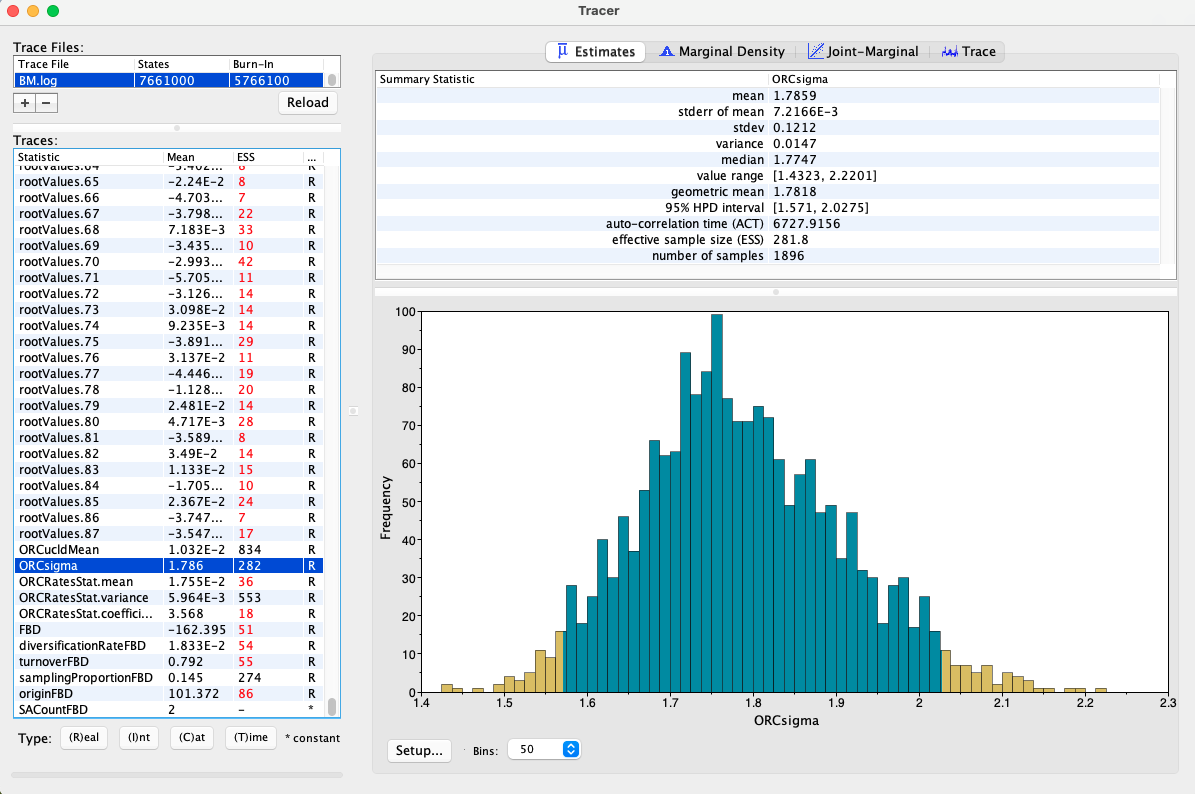 Tracer
Trace Files:
Trace File States Burn-In
BM.log 7661000 5766100
+ − Reload
Traces:
Statistic Mean ESS ...
rootValues.64 -3.402... 8 R
rootValues.65 -2.24E-2 8 R
rootValues.66 -4.703... 7 R
rootValues.67 -3.798... 22 R
rootValues.68 7.183E-3 33 R
rootValues.69 -3.435... 10 R
rootValues.70 -2.993... 42 R
rootValues.71 -5.705... 11 R
rootValues.72 -3.126... 14 R
rootValues.73 3.098E-2 14 R
rootValues.74 9.235E-3 14 R
rootValues.75 -3.891... 29 R
rootValues.76 3.137E-2 11 R
rootValues.77 -4.446... 19 R
rootValues.78 -1.128... 20 R
rootValues.79 2.481E-2 14 R
rootValues.80 4.717E-3 28 R
rootValues.81 -3.589... 8 R
rootValues.82 3.49E-2 14 R
rootValues.83 1.133E-2 15 R
rootValues.84 -1.705... 10 R
rootValues.85 2.367E-2 24 R
rootValues.86 -3.747... 7 R
rootValues.87 -3.547... 17 R
ORCucldMean 1.032E-2 834 R
ORCsigma 1.786 282 R
ORCRatesStat.mean 1.755E-2 36 R
ORCRatesStat.variance 5.964E-3 553 R
ORCRatesStat.coeffici... 3.568 18 R
FBD -162.395 51 R
diversificationRateFBD 1.833E-2 54 R
turnoverFBD 0.792 55 R
samplingProportionFBD 0.145 274 R
originFBD 101.372 86 R
SACountFBD 2 - *
Type: (R)eal (I)nt (C)at (T)ime * constant
Estimates Marginal Density Joint-Marginal Trace
Summary Statistic ORCsigma
mean 1.7859
stderr of mean 7.2166E-3
stdev 0.1212
variance 0.0147
median 1.7747
value range [1.4323, 2.2201]
geometric mean 1.7818
95% HPD interval [1.571, 2.0275]
auto-correlation time (ACT) 6727.9156
effective sample size (ESS) 281.8
number of samples 1896
100
90
80
70
60
50
40
30
20
10
0
Frequency
1.4 1.5 1.6 1.7 1.8 1.9 2 2.1 2.2 2.3
ORCsigma
Setup... Bins: 50